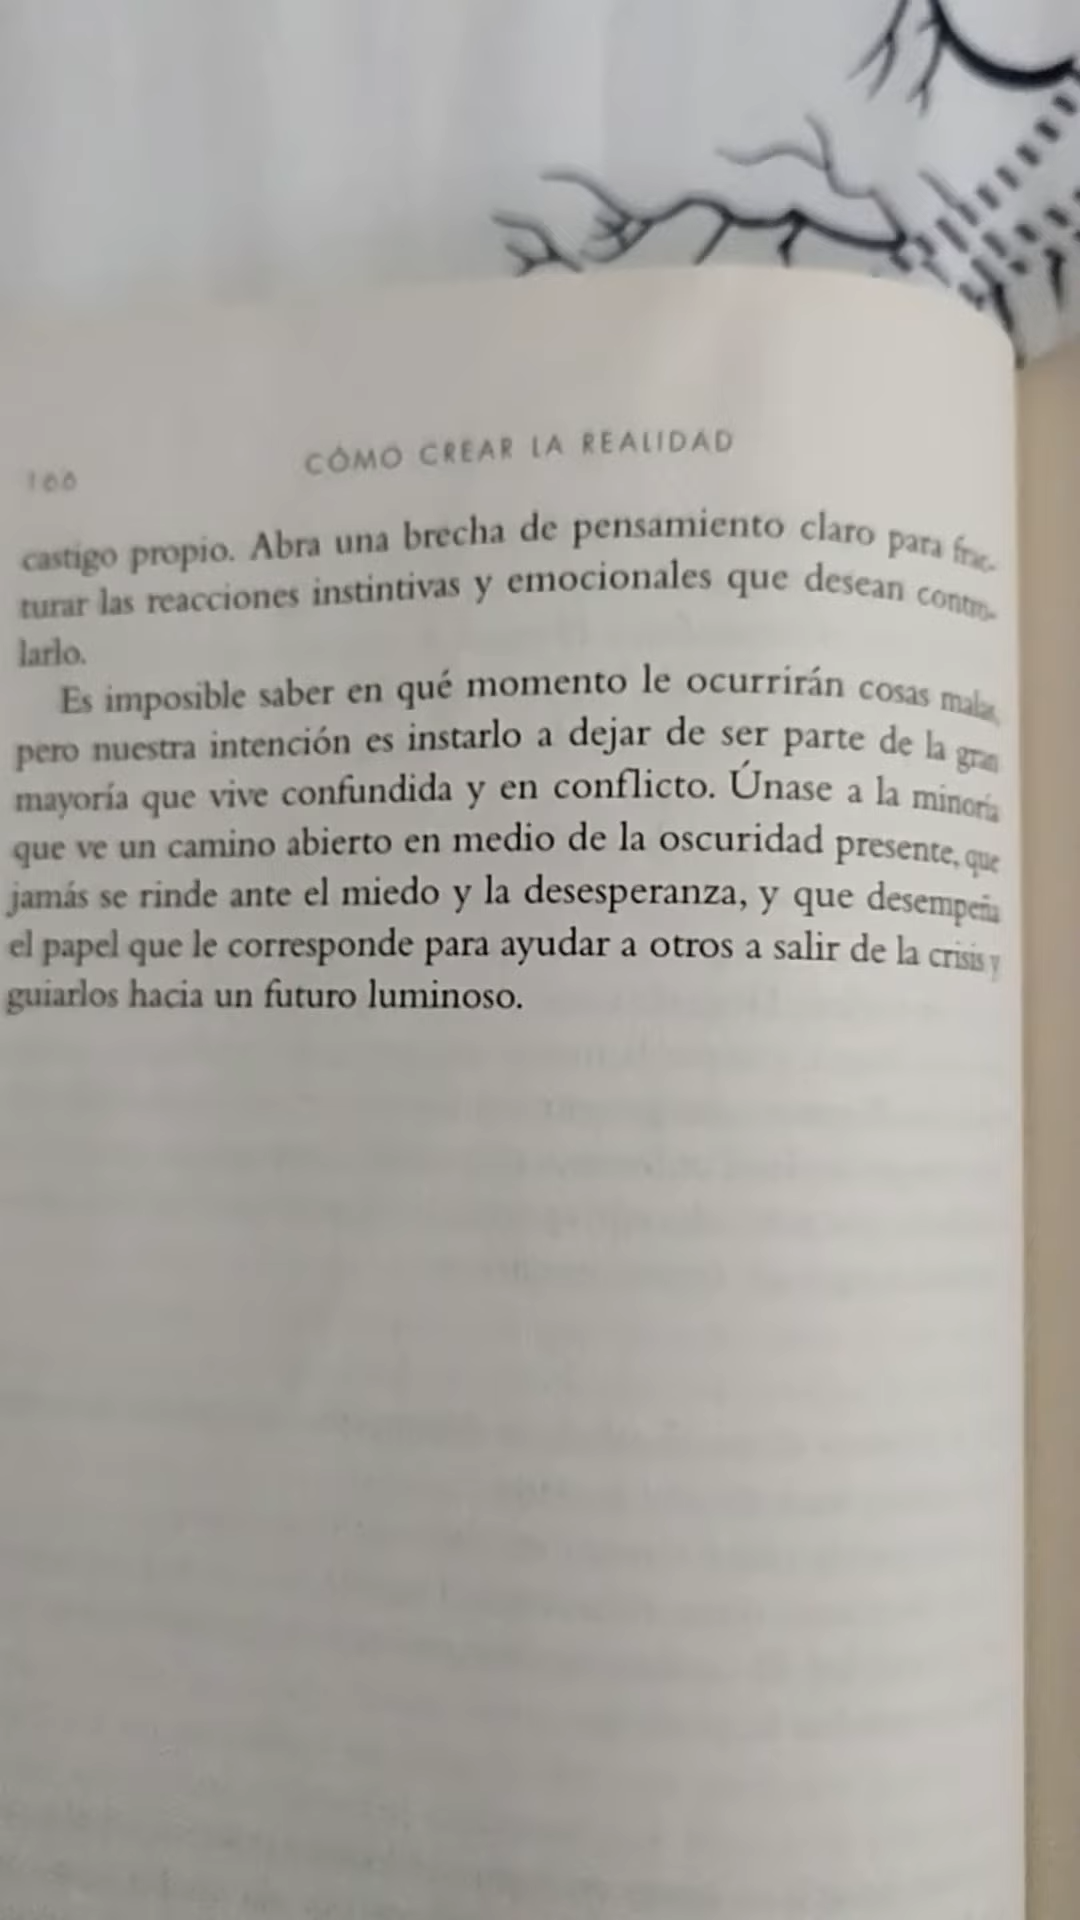 166
CÓMO CREAR LA REALIDAD
castigo propio. Abra una brecha de pensamiento claro para frac-
turar las reacciones instintivas y emocionales que desean contro-
larlo.
Es imposible saber en qué momento le ocurrirán cosas malas,
pero nuestra intención es instarlo a dejar de ser parte de la gran
mayoría que vive confundida y en conflicto. Únase a la minoría
que ve un camino abierto en medio de la oscuridad presente, que
jamás se rinde ante el miedo y la desesperanza, y que desempeña
el papel que le corresponde para ayudar a otros a salir de la crisis y
guiarlos hacia un futuro luminoso.